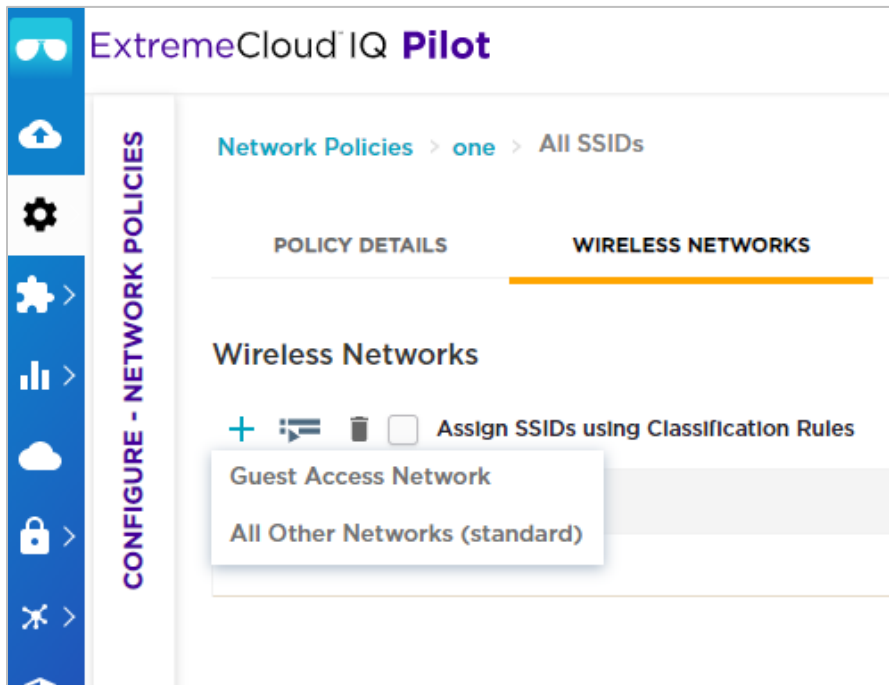 ExtremeCloud™ IQ Pilot
CONFIGURE - NETWORK POLICIES
Network Policies > one > All SSIDs
POLICY DETAILS
WIRELESS NETWORKS
Wireless Networks
Assign SSIDs using Classification Rules
Guest Access Network
All Other Networks (standard)